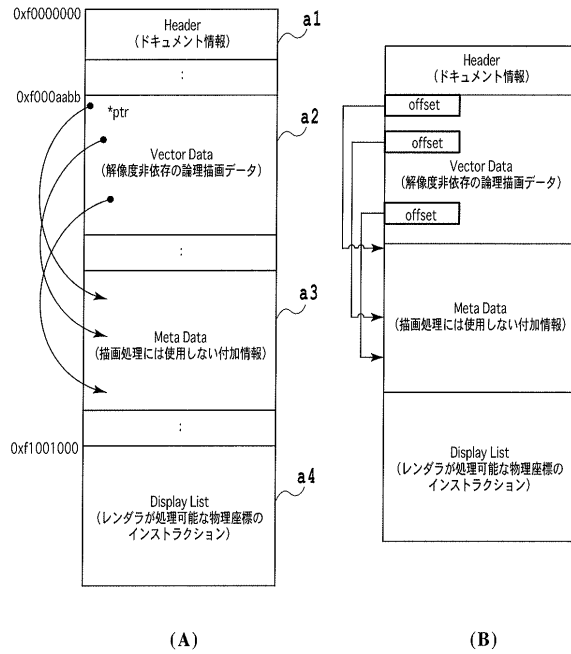 0xf0000000
Header
(ドキュメント情報)
a1
:
0xf000aabb
*ptr
a2
Vector Data
(解像度非依存の論理描画データ)
:
a3
Meta Data
(描画処理には使用しない付加情報)
:
0xf1001000
a4
Display List
(レンダラが処理可能な物理座標の
インストラクション)
(A)
Header
(ドキュメント情報)
offset
offset
Vector Data
(解像度非依存の論理描画データ)
offset
Meta Data
(描画処理には使用しない付加情報)
Display List
(レンダラが処理可能な物理座標の
インストラクション)
(B)